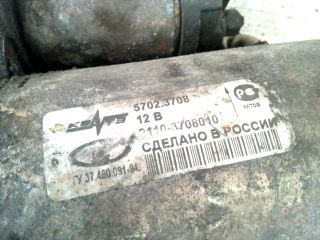 5702.3708
12 В
2110-3708010
СДЕЛАНО В РОССИИ
ТУ 37.460.091-94